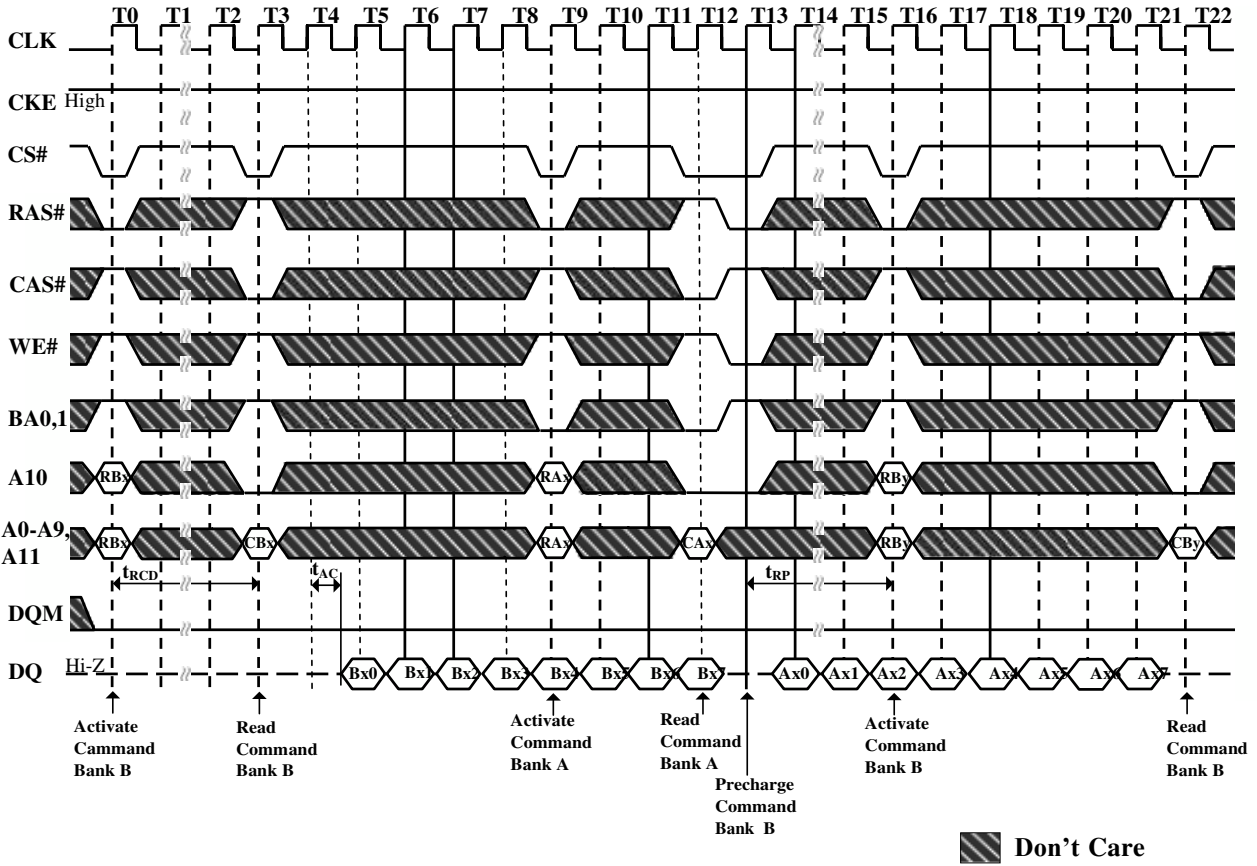 T0 T1 T2 T3 T4 T5 T6 T7 T8 T9 T10 T11 T12 T13 T14 T15 T16 T17 T18 T19 T20 T21 T22
CLK
CKE High
CS#
RAS#
CAS#
WE#
BA0,1
A10 RBx RAx RBy
A0-A9,
A11 RBx CBx RAx CAx RBy CBy
tRCD tAC tRP
DQM
DQ Hi-Z Bx0 Bx1 Bx2 Bx3 Bx4 Bx5 Bx6 Bx7 Ax0 Ax1 Ax2 Ax3 Ax4 Ax5 Ax6 Ax7
Activate
Cammand
Bank B
Read
Command
Bank B
Activate
Command
Bank A
Read
Command
Bank A
Precharge
Command
Bank B
Activate
Command
Bank B
Read
Command
Bank B
Don't Care